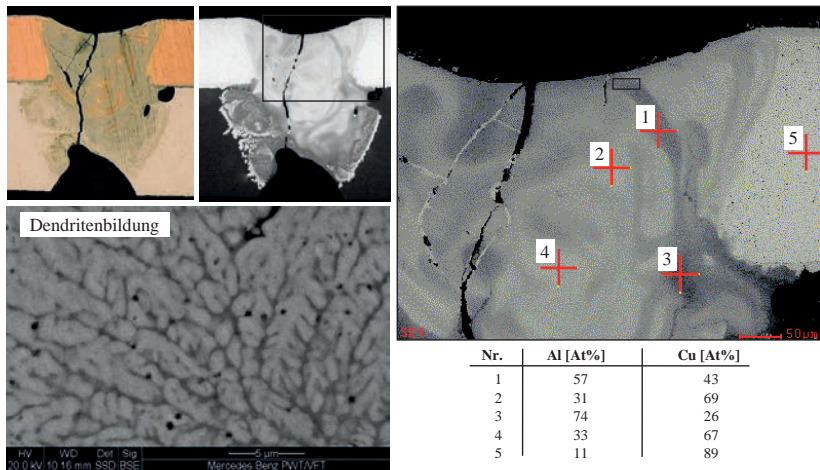 Dendritenbildung
HV WD Det Sig
20.0 kV 10.16 mm SSD BSE
5 µm
Mercedes Benz PWT/VFT
1
2
3
4
5
SE1
50µm
Nr. Al [At%] Cu [At%]
1 57 43
2 31 69
3 74 26
4 33 67
5 11 89